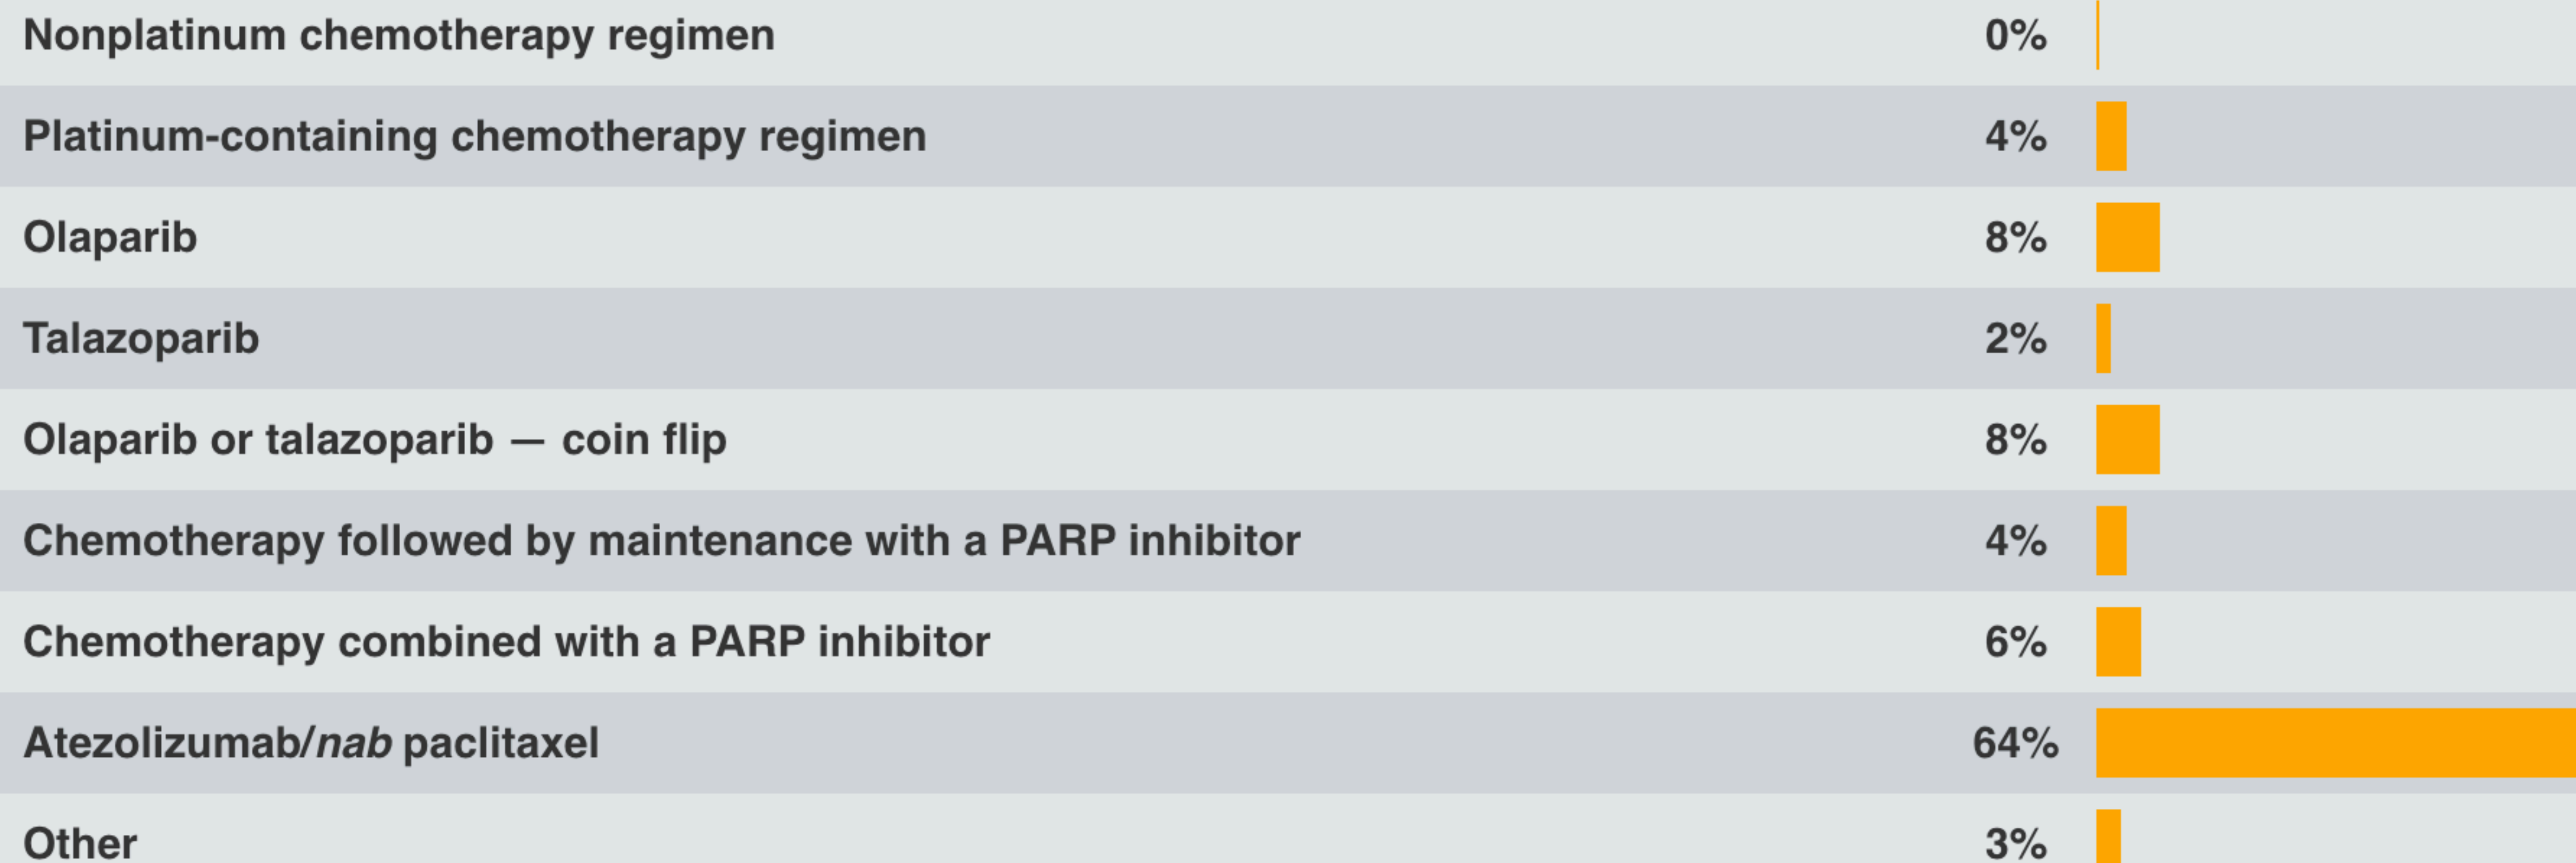 Nonplatinum chemotherapy regimen 0%
Platinum-containing chemotherapy regimen 4%
Olaparib 8%
Talazoparib 2%
Olaparib or talazoparib — coin flip 8%
Chemotherapy followed by maintenance with a PARP inhibitor 4%
Chemotherapy combined with a PARP inhibitor 6%
Atezolizumab/nab paclitaxel 64%
Other 3%